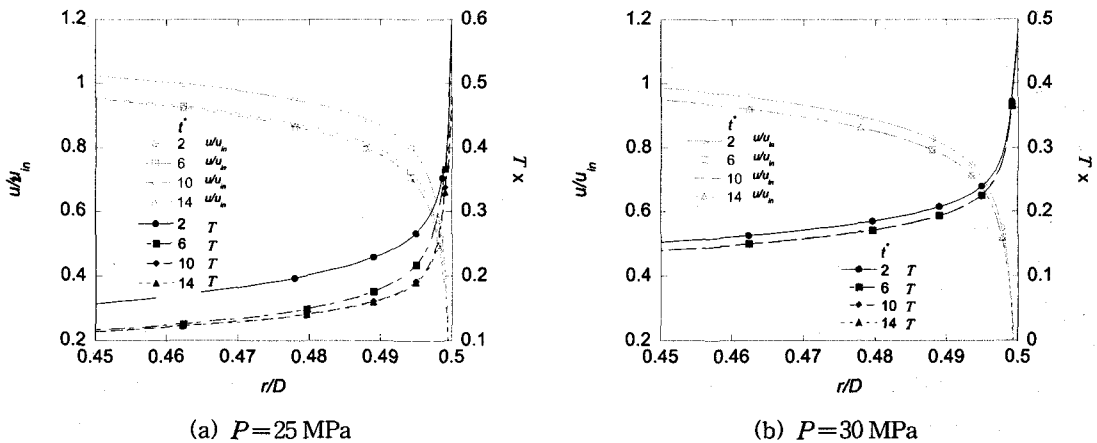 1.2
1
0.8
0.6
0.4
0.2
u/u_in
0.6
0.5
0.4
0.3
0.2
0.1
T x
t*
2 u/u_in
6 u/u_in
10 u/u_in
14 u/u_in
2 T
6 T
10 T
14 T
0.45 0.46 0.47 0.48 0.49 0.5
r/D
(a) P=25 MPa
1.2
1
0.8
0.6
0.4
0.2
u/u_in
0.5
0.4
0.3
0.2
0.1
0
T x
t*
2 u/u_in
6 u/u_in
10 u/u_in
14 u/u_in
t*
2 T
6 T
10 T
14 T
0.45 0.46 0.47 0.48 0.49 0.5
r/D
(b) P=30 MPa